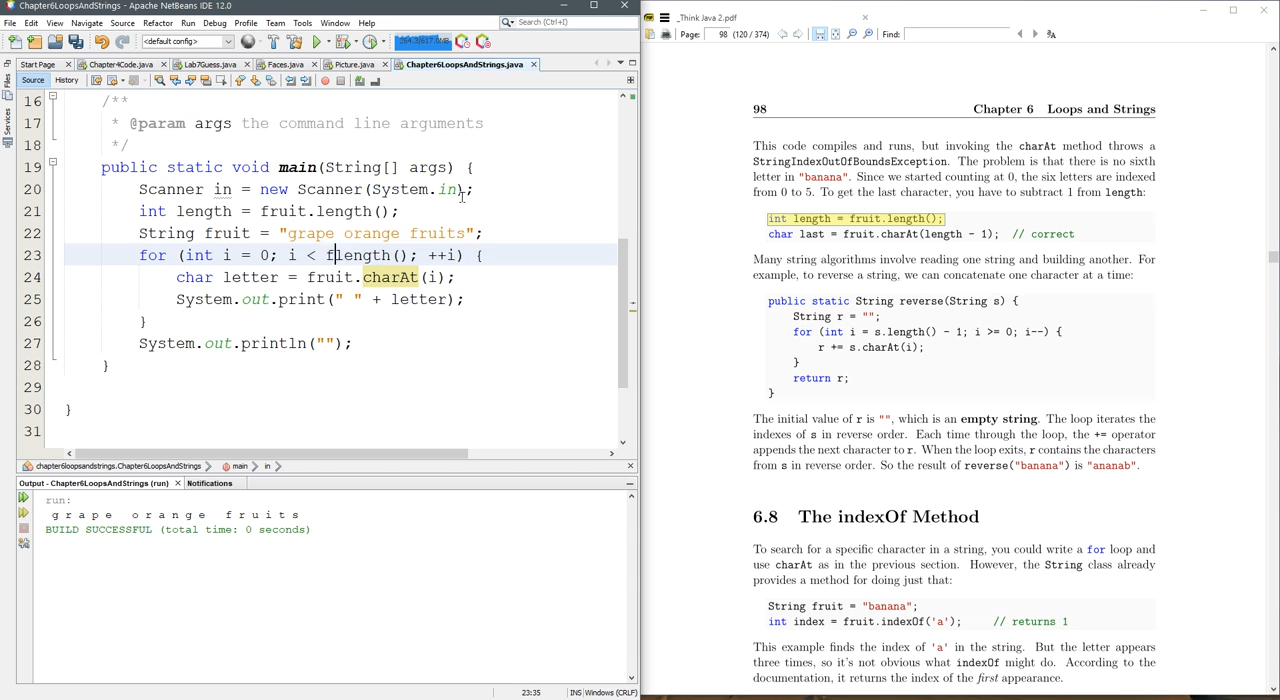 Chapter6LoopsAndStrings - Apache NetBeans IDE 12.0
File Edit View Navigate Source Refactor Run Debug Profile Team Tools Window Help
Search (Ctrl+I)
<default config>
Start Page
Chapter4Code.java
Lab7Guess.java
Faces.java
Picture.java
Chapter6LoopsAndStrings.java
Source History
Files
Services
16 /**
17 * @param args the command line arguments
18 */
19 public static void main(String[] args) {
20 Scanner in = new Scanner(System.in);
21 int length = fruit.length();
22 String fruit = "grape orange fruits";
23 for (int i = 0; i < flength(); ++i) {
24 char letter = fruit.charAt(i);
25 System.out.print(" " + letter);
26 }
27 System.out.println("");
28 }
29
30 }
31
chapter6loopsandstrings.Chapter6LoopsAndStrings
main
in
Output - Chapter6LoopsAndStrings (run)
Notifications
run:
g r a p e   o r a n g e   f r u i t s
BUILD SUCCESSFUL (total time: 0 seconds)
23:35
INS Windows (CRLF)
_Think Java 2.pdf
Page: 98 (120 / 374)
Find:
98 Chapter 6 Loops and Strings
This code compiles and runs, but invoking the charAt method throws a
StringIndexOutOfBoundsException. The problem is that there is no sixth
letter in "banana". Since we started counting at 0, the six letters are indexed
from 0 to 5. To get the last character, you have to subtract 1 from length:
int length = fruit.length();
char last = fruit.charAt(length - 1); // correct
Many string algorithms involve reading one string and building another. For
example, to reverse a string, we can concatenate one character at a time:
public static String reverse(String s) {
String r = "";
for (int i = s.length() - 1; i >= 0; i--) {
r += s.charAt(i);
}
return r;
}
The initial value of r is "", which is an empty string. The loop iterates the
indexes of s in reverse order. Each time through the loop, the += operator
appends the next character to r. When the loop exits, r contains the characters
from s in reverse order. So the result of reverse("banana") is "ananab".
6.8 The indexOf Method
To search for a specific character in a string, you could write a for loop and
use charAt as in the previous section. However, the String class already
provides a method for doing just that:
String fruit = "banana";
int index = fruit.indexOf('a'); // returns 1
This example finds the index of 'a' in the string. But the letter appears
three times, so it's not obvious what indexOf might do. According to the
documentation, it returns the index of the first appearance.